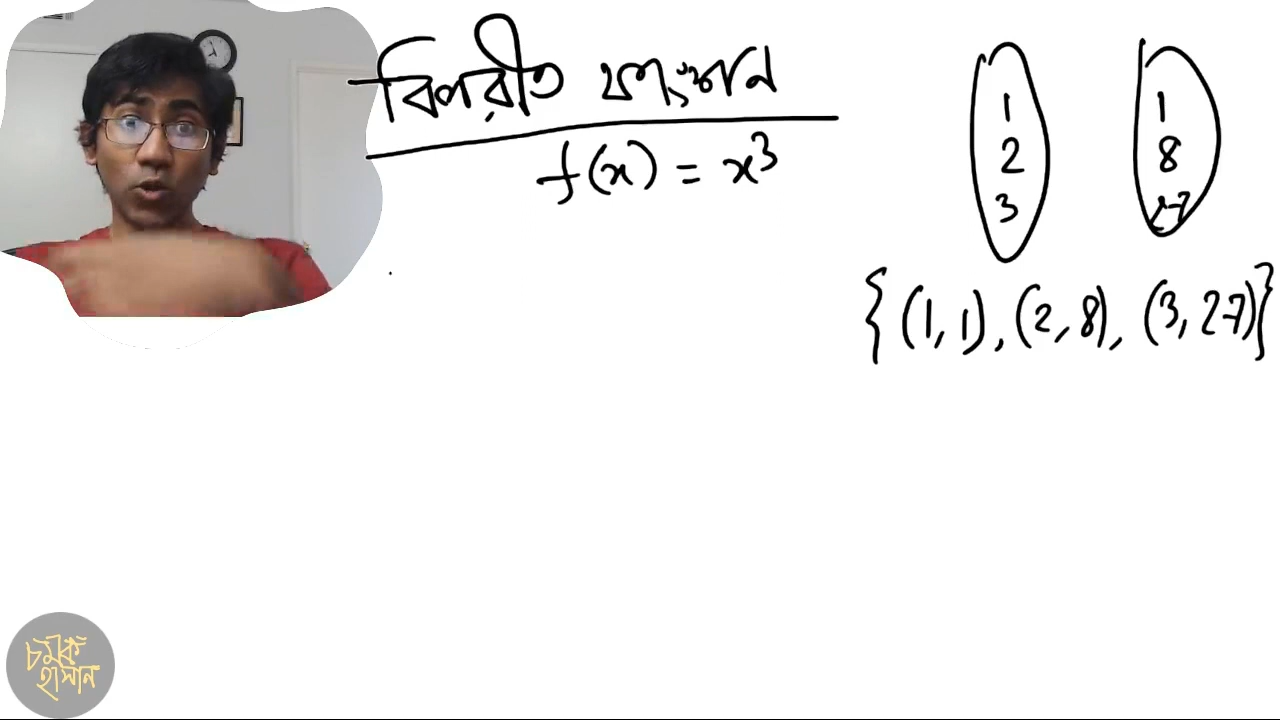 বিপরীত ফাংশন
f(x) = x³
1
2
3
1
8
27
{(1, 1), (2, 8), (3, 27)}
চমক
হাসান